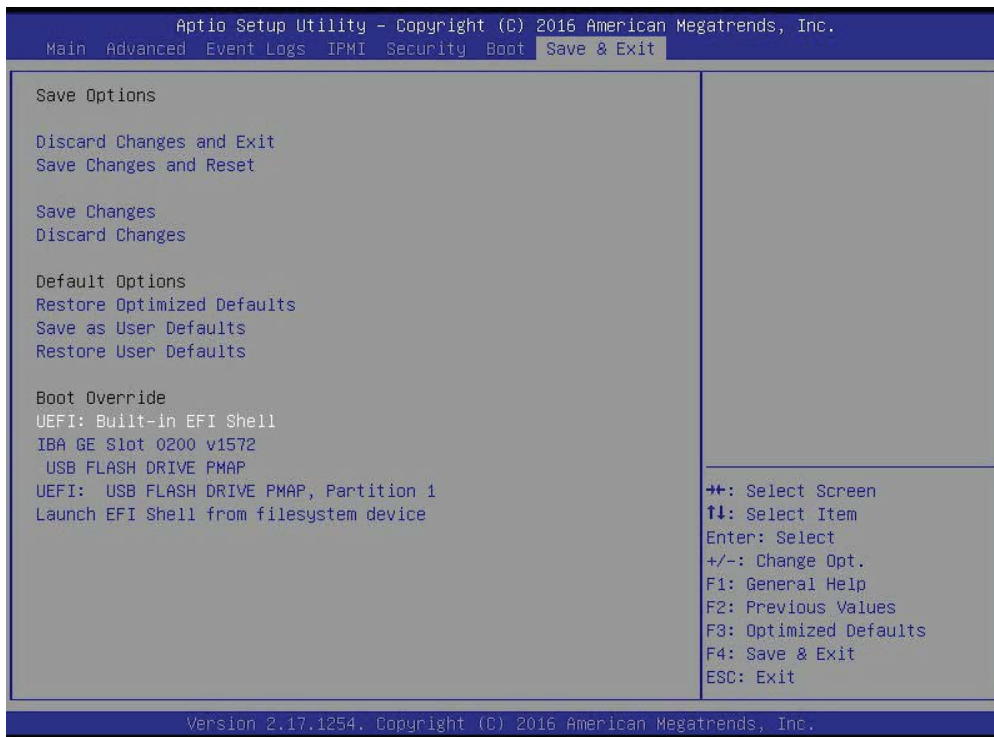 Aptio Setup Utility – Copyright (C) 2016 American Megatrends, Inc.
Main Advanced Event Logs IPMI Security Boot Save & Exit
Save Options
Discard Changes and Exit
Save Changes and Reset
Save Changes
Discard Changes
Default Options
Restore Optimized Defaults
Save as User Defaults
Restore User Defaults
Boot Override
UEFI: Built-in EFI Shell
IBA GE Slot 0200 v1572
USB FLASH DRIVE PMAP
UEFI: USB FLASH DRIVE PMAP, Partition 1
Launch EFI Shell from filesystem device
→←: Select Screen
↑↓: Select Item
Enter: Select
+/-: Change Opt.
F1: General Help
F2: Previous Values
F3: Optimized Defaults
F4: Save & Exit
ESC: Exit
Version 2.17.1254. Copyright (C) 2016 American Megatrends, Inc.